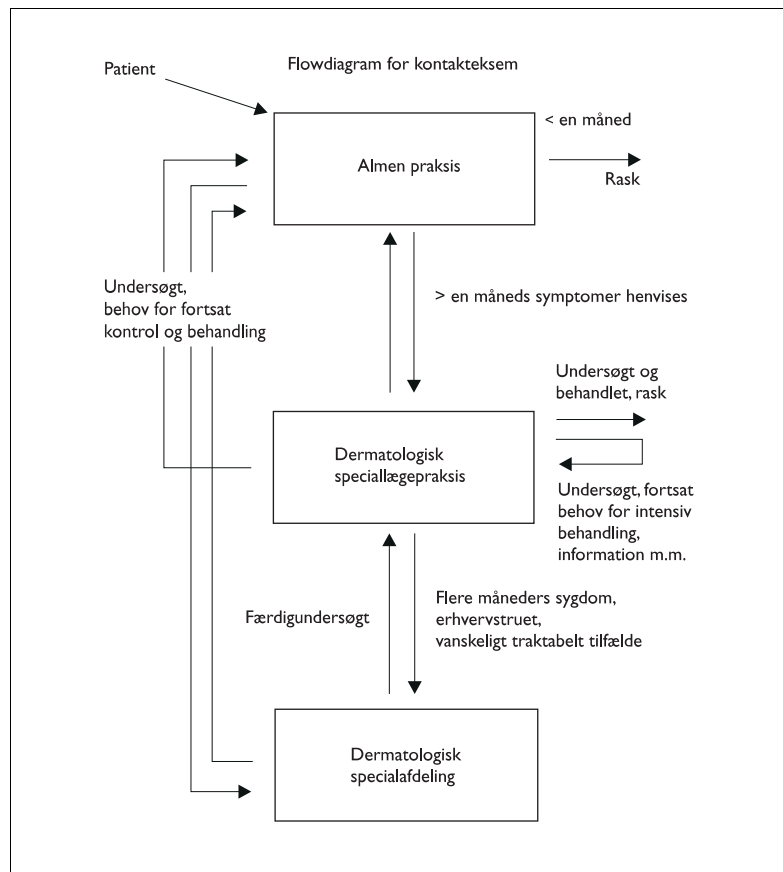 Patient
Flowdiagram for kontakteksem
< en måned
Almen praksis
Rask
Undersøgt,
behov for fortsat
kontrol og behandling
> en måneds symptomer henvises
Undersøgt og
behandlet, rask
Dermatologisk
speciallægepraksis
Undersøgt, fortsat
behov for intensiv
behandling,
information m.m.
Færdigundersøgt
Flere måneders sygdom,
erhvervstruet,
vanskeligt traktabelt tilfælde
Dermatologisk
specialafdeling